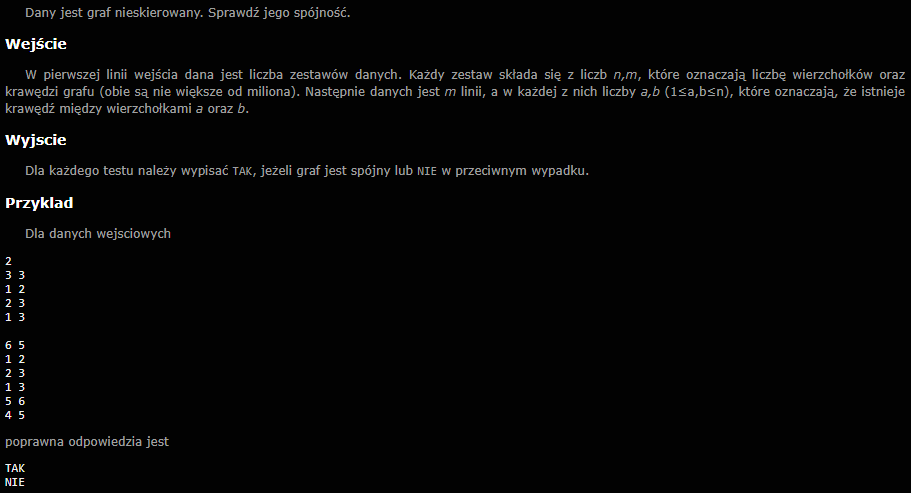 Dany jest graf nieskierowany. Sprawdź jego spójność.
Wejście
W pierwszej linii wejścia dana jest liczba zestawów danych. Każdy zestaw składa się z liczb n,m, które oznaczają liczbę wierzchołków oraz
krawędzi grafu (obie są nie większe od miliona). Następnie danych jest m linii, a w każdej z nich liczby a,b (1≤a,b≤n), które oznaczają, że istnieje
krawędź między wierzchołkami a oraz b.
Wyjscie
Dla każdego testu należy wypisać TAK, jeżeli graf jest spójny lub NIE w przeciwnym wypadku.
Przyklad
Dla danych wejsciowych
2
3 3
1 2
2 3
1 3
6 5
1 2
2 3
1 3
5 6
4 5
poprawna odpowiedzia jest
TAK
NIE